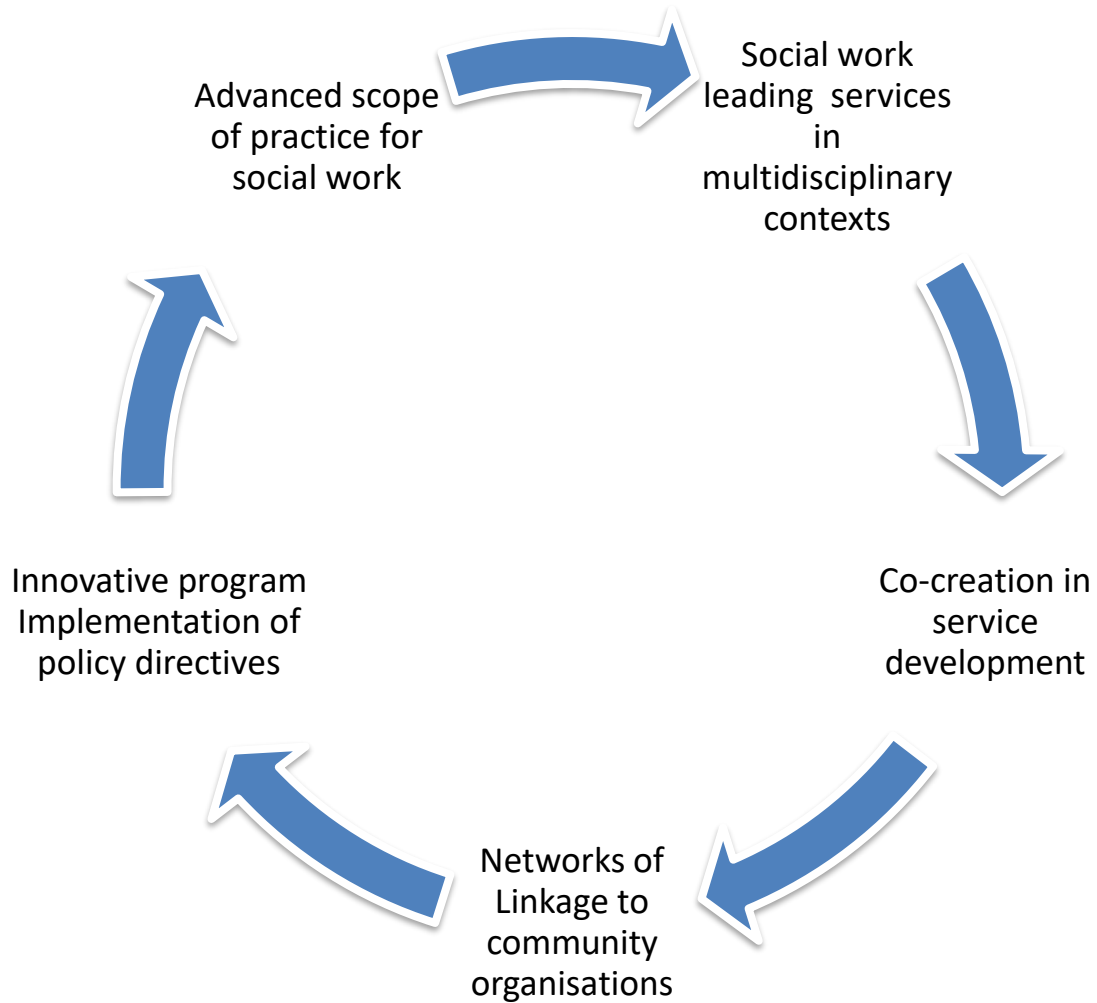 Advanced scope
of practice for
social work
Social work
leading  services
in
multidisciplinary
contexts
Co-creation in
service
development
Networks of
Linkage to
community
organisations
Innovative program
Implementation of
policy directives